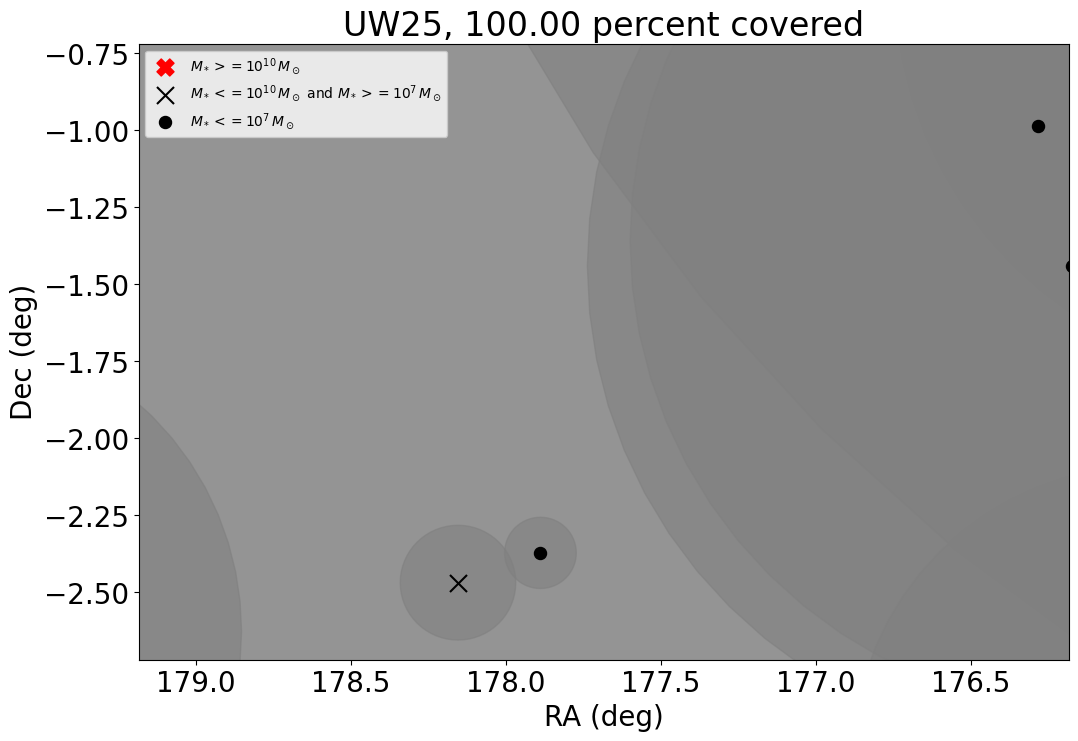 UW25, 100.00 percent covered
M* >= 10^10 M⊙
M* <= 10^10 M⊙ and M* >= 10^7 M⊙
M* <= 10^7 M⊙
−0.75
−1.00
−1.25
−1.50
−1.75
−2.00
−2.25
−2.50
Dec (deg)
179.0 178.5 178.0 177.5 177.0 176.5
RA (deg)